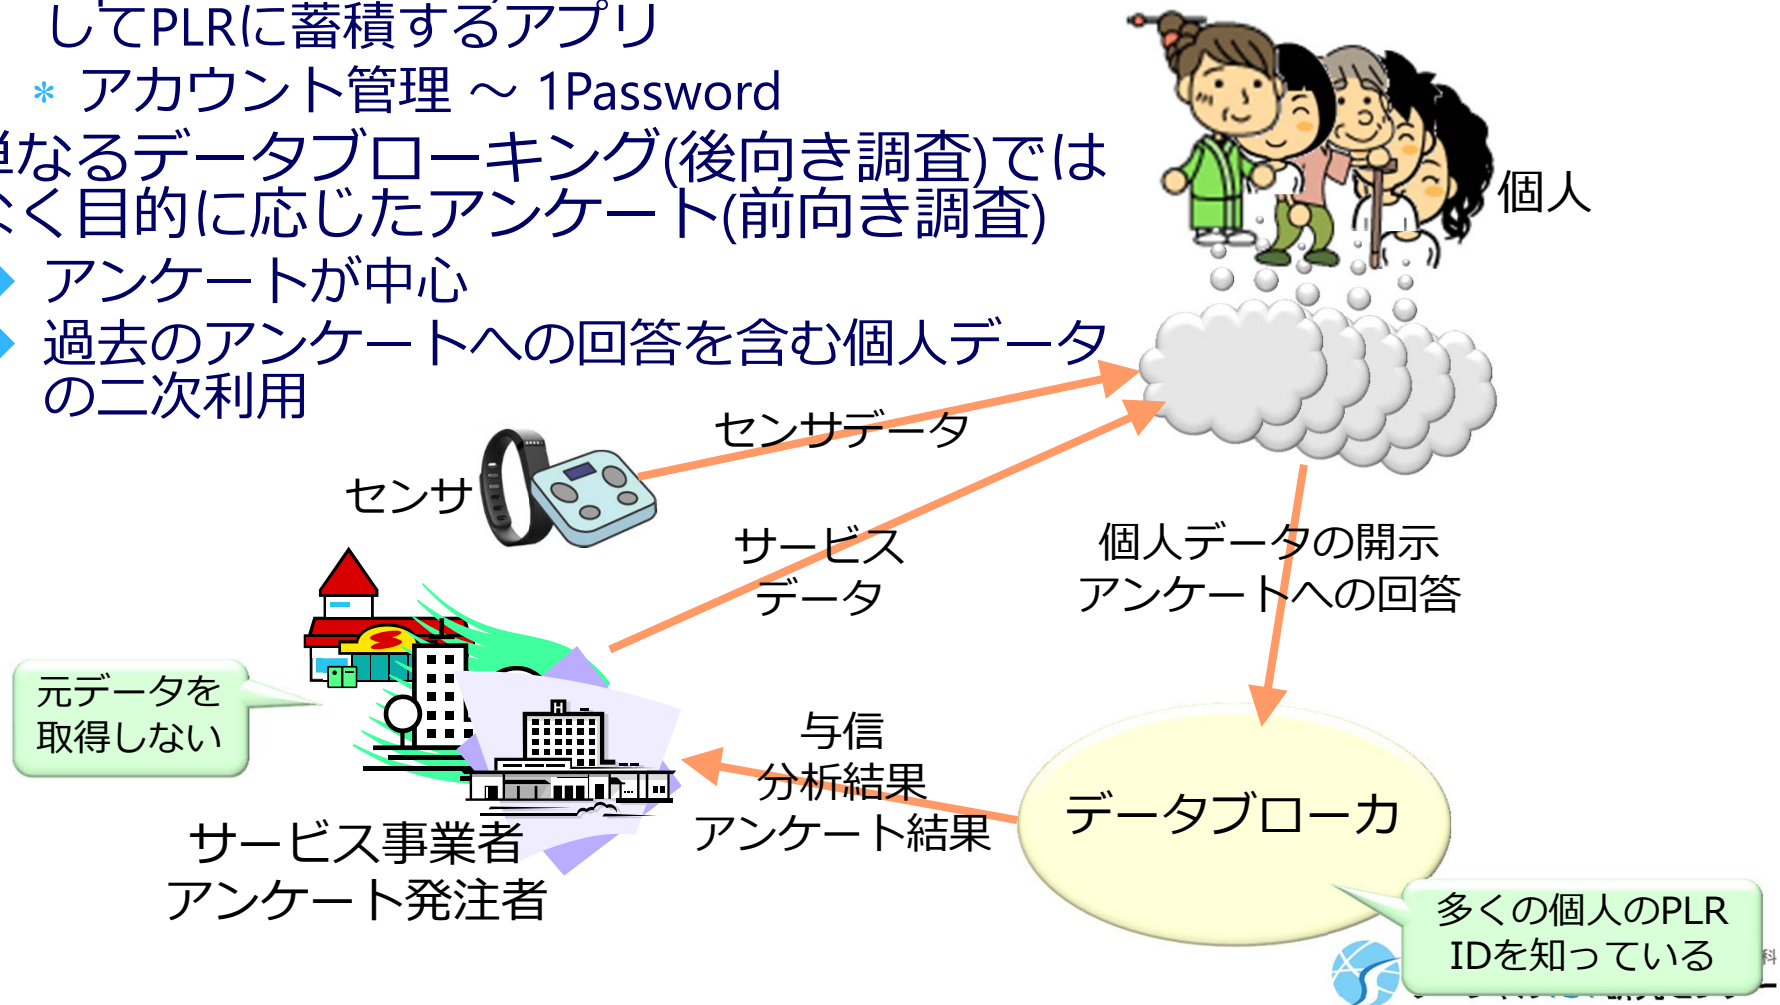 してPLRに蓄積するアプリ
* アカウント管理 ～ 1Password
単なるデータブローキング(後向き調査)では
なく目的に応じたアンケート(前向き調査)
アンケートが中心
過去のアンケートへの回答を含む個人データ
の二次利用
個人
センサデータ
センサ
サービス
データ
個人データの開示
アンケートへの回答
元データを
取得しない
与信
分析結果
アンケート結果
データブローカ
サービス事業者
アンケート発注者
多くの個人のPLR
IDを知っている
科